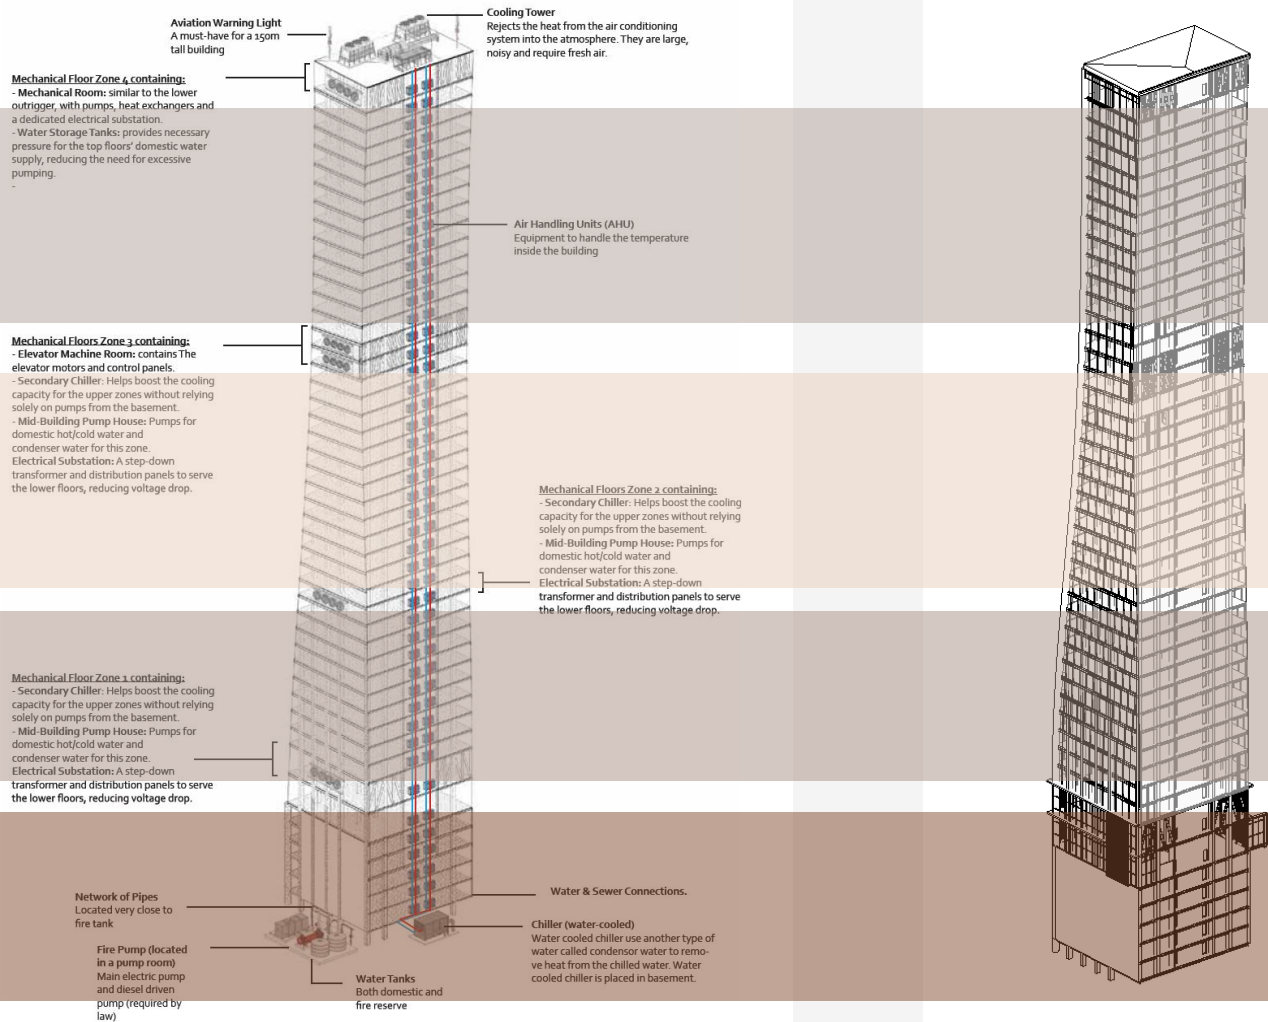 Aviation Warning Light
A must-have for a 150m
tall building
Cooling Tower
Rejects the heat from the air conditioning
system into the atmosphere. They are large,
noisy and require fresh air.
Mechanical Floor Zone 4 containing:
- Mechanical Room: similar to the lower
outrigger, with pumps, heat exchangers and
a dedicated electrical substation.
- Water Storage Tanks: provides necessary
pressure for the top floors' domestic water
supply, reducing the need for excessive
pumping.
-
Air Handling Units (AHU)
Equipment to handle the temperature
inside the building
Mechanical Floors Zone 3 containing:
- Elevator Machine Room: contains The
elevator motors and control panels.
- Secondary Chiller: Helps boost the cooling
capacity for the upper zones without relying
solely on pumps from the basement.
- Mid-Building Pump House: Pumps for
domestic hot/cold water and
condenser water for this zone.
Electrical Substation: A step-down
transformer and distribution panels to serve
the lower floors, reducing voltage drop.
Mechanical Floors Zone 2 containing:
- Secondary Chiller: Helps boost the cooling
capacity for the upper zones without relying
solely on pumps from the basement.
- Mid-Building Pump House: Pumps for
domestic hot/cold water and
condenser water for this zone.
Electrical Substation: A step-down
transformer and distribution panels to serve
the lower floors, reducing voltage drop.
Mechanical Floor Zone 1 containing:
- Secondary Chiller: Helps boost the cooling
capacity for the upper zones without relying
solely on pumps from the basement.
- Mid-Building Pump House: Pumps for
domestic hot/cold water and
condenser water for this zone.
Electrical Substation: A step-down
transformer and distribution panels to serve
the lower floors, reducing voltage drop.
Network of Pipes
Located very close to
fire tank
Water & Sewer Connections.
Chiller (water-cooled)
Water cooled chiller use another type of
water called condensor water to remo-
ve heat from the chilled water. Water
cooled chiller is placed in basement.
Fire Pump (located
in a pump room)
Main electric pump
and diesel driven
pump (required by
law)
Water Tanks
Both domestic and
fire reserve